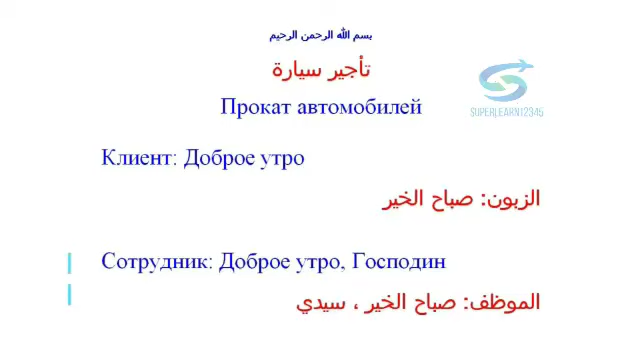 بسم الله الرحمن الرحيم
تأجير سيارة
Прокат автомобилей
SUPERLEARN12345
Клиент: Доброе утро
الزبون: صباح الخير
Сотрудник: Доброе утро, Господин
الموظف: صباح الخير ، سيدي